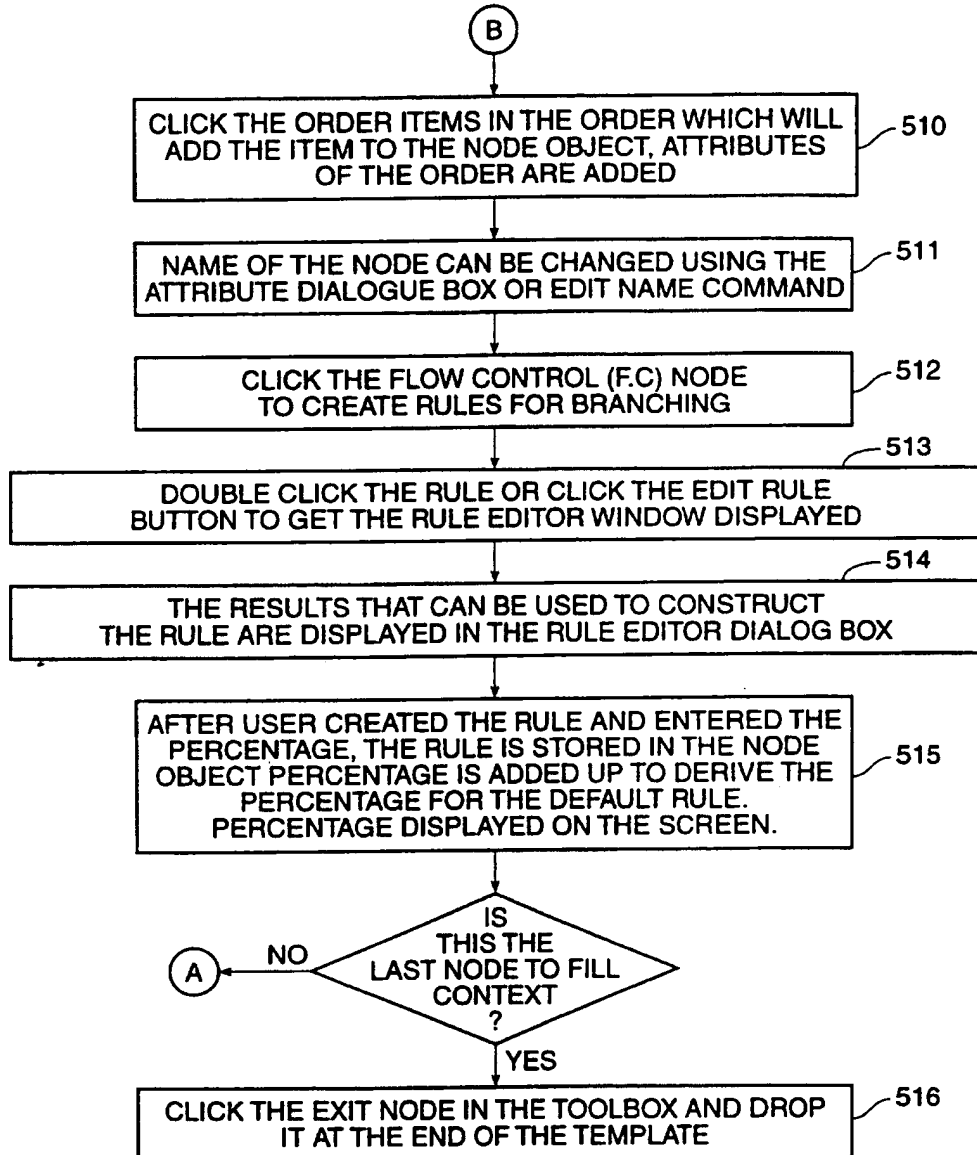 B
CLICK THE ORDER ITEMS IN THE ORDER WHICH WILL
ADD THE ITEM TO THE NODE OBJECT, ATTRIBUTES
OF THE ORDER ARE ADDED
510
NAME OF THE NODE CAN BE CHANGED USING THE
ATTRIBUTE DIALOGUE BOX OR EDIT NAME COMMAND
511
CLICK THE FLOW CONTROL (F.C) NODE
TO CREATE RULES FOR BRANCHING
512
513
DOUBLE CLICK THE RULE OR CLICK THE EDIT RULE
BUTTON TO GET THE RULE EDITOR WINDOW DISPLAYED
514
THE RESULTS THAT CAN BE USED TO CONSTRUCT
THE RULE ARE DISPLAYED IN THE RULE EDITOR DIALOG BOX
AFTER USER CREATED THE RULE AND ENTERED THE
PERCENTAGE, THE RULE IS STORED IN THE NODE
OBJECT PERCENTAGE IS ADDED UP TO DERIVE THE
PERCENTAGE FOR THE DEFAULT RULE.
PERCENTAGE DISPLAYED ON THE SCREEN.
515
IS
THIS THE
LAST NODE TO FILL
CONTEXT
?
NO
A
YES
CLICK THE EXIT NODE IN THE TOOLBOX AND DROP
IT AT THE END OF THE TEMPLATE
516